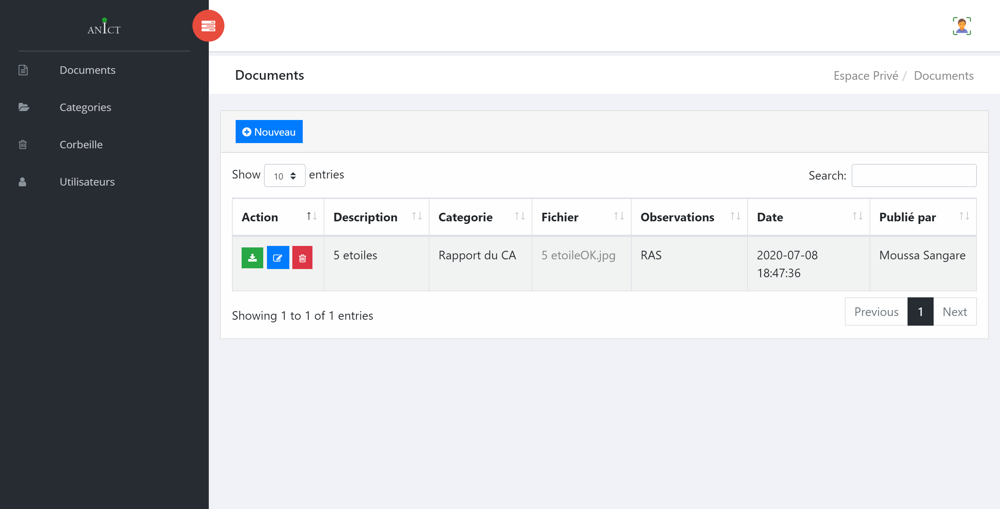 ANICT
Documents
Categories
Corbeille
Utilisateurs
Documents
Espace Privé / Documents
Nouveau
Show 10 entries
Search:
Action Description Categorie Fichier Observations Date Publié par
5 etoiles Rapport du CA 5 etoileOK.jpg RAS 2020-07-08 18:47:36 Moussa Sangare
Showing 1 to 1 of 1 entries
Previous 1 Next